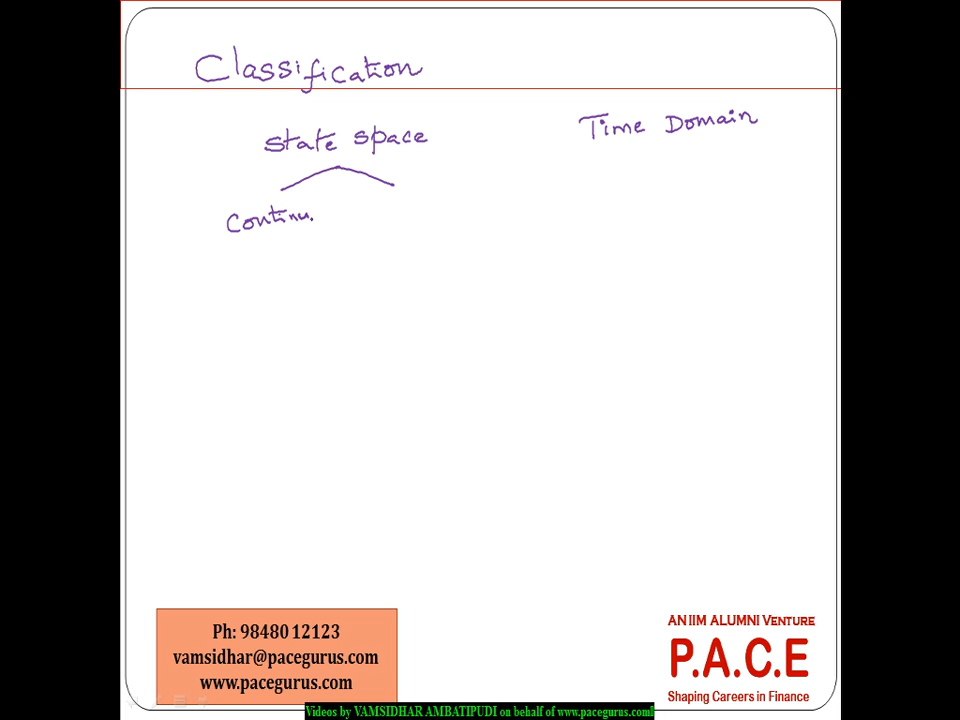 Classification
State space
Time Domain
Continu
Ph: 98480 12123
vamsidhar@pacegurus.com
www.pacegurus.com
AN IIM ALUMNI VENTURE
P.A.C.E
Shaping Careers in Finance
Videos by VAMSIDHAR AMBATIPUDI on behalf of www.pacegurus.com